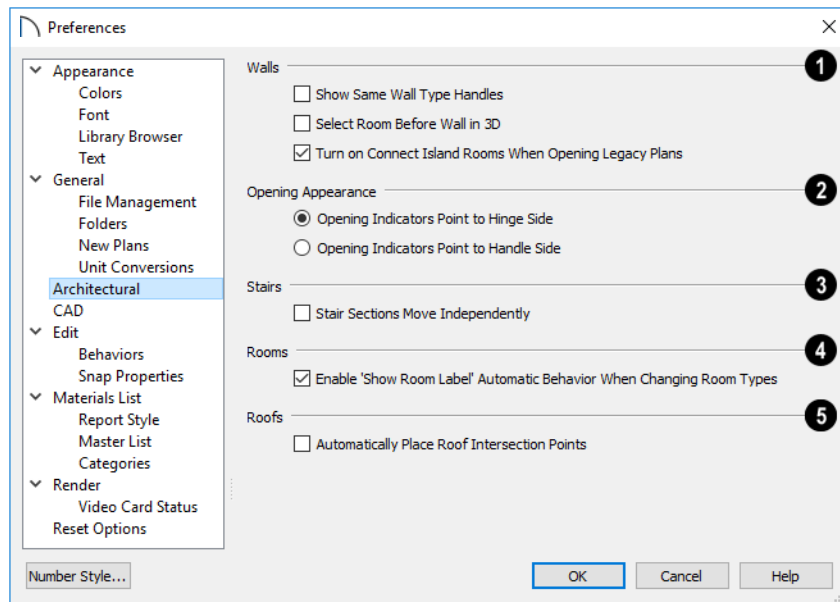 Preferences
Appearance
Colors
Font
Library Browser
Text
General
File Management
Folders
New Plans
Unit Conversions
Architectural
CAD
Edit
Behaviors
Snap Properties
Materials List
Report Style
Master List
Categories
Render
Video Card Status
Reset Options
Walls 1
Show Same Wall Type Handles
Select Room Before Wall in 3D
Turn on Connect Island Rooms When Opening Legacy Plans
Opening Appearance 2
Opening Indicators Point to Hinge Side
Opening Indicators Point to Handle Side
Stairs 3
Stair Sections Move Independently
Rooms 4
Enable 'Show Room Label' Automatic Behavior When Changing Room Types
Roofs 5
Automatically Place Roof Intersection Points
Number Style... OK Cancel Help